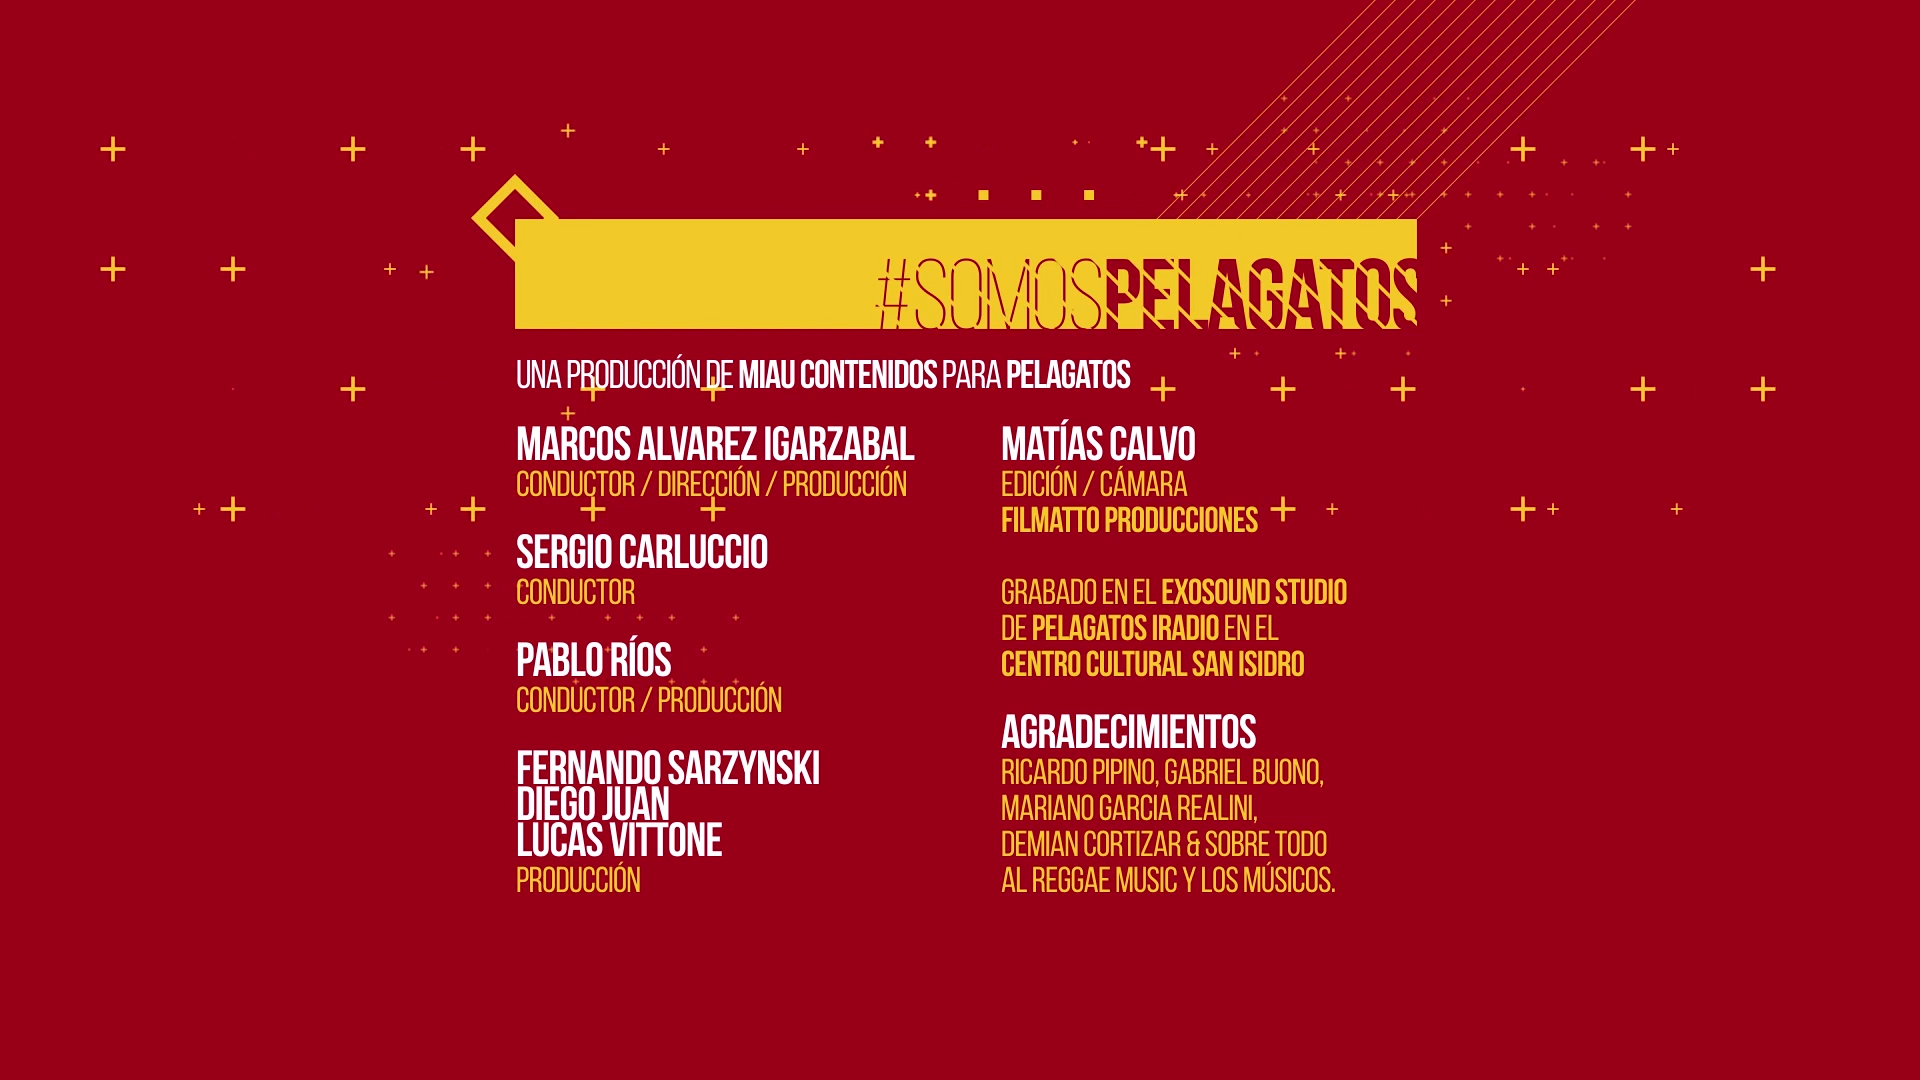 #SOMOSPELAGATOS
UNA PRODUCCIÓN DE MIAU CONTENIDOS PARA PELAGATOS
MARCOS ALVAREZ IGARZABAL
CONDUCTOR / DIRECCIÓN / PRODUCCIÓN
SERGIO CARLUCCIO
CONDUCTOR
PABLO RÍOS
CONDUCTOR / PRODUCCIÓN
FERNANDO SARZYNSKI
DIEGO JUAN
LUCAS VITTONE
PRODUCCIÓN
MATÍAS CALVO
EDICIÓN / CÁMARA
FILMATTO PRODUCCIONES
GRABADO EN EL EXOSOUND STUDIO
DE PELAGATOS IRADIO EN EL
CENTRO CULTURAL SAN ISIDRO
AGRADECIMIENTOS
RICARDO PIPINO, GABRIEL BUONO,
MARIANO GARCIA REALINI,
DEMIAN CORTIZAR & SOBRE TODO
AL REGGAE MUSIC Y LOS MÚSICOS.